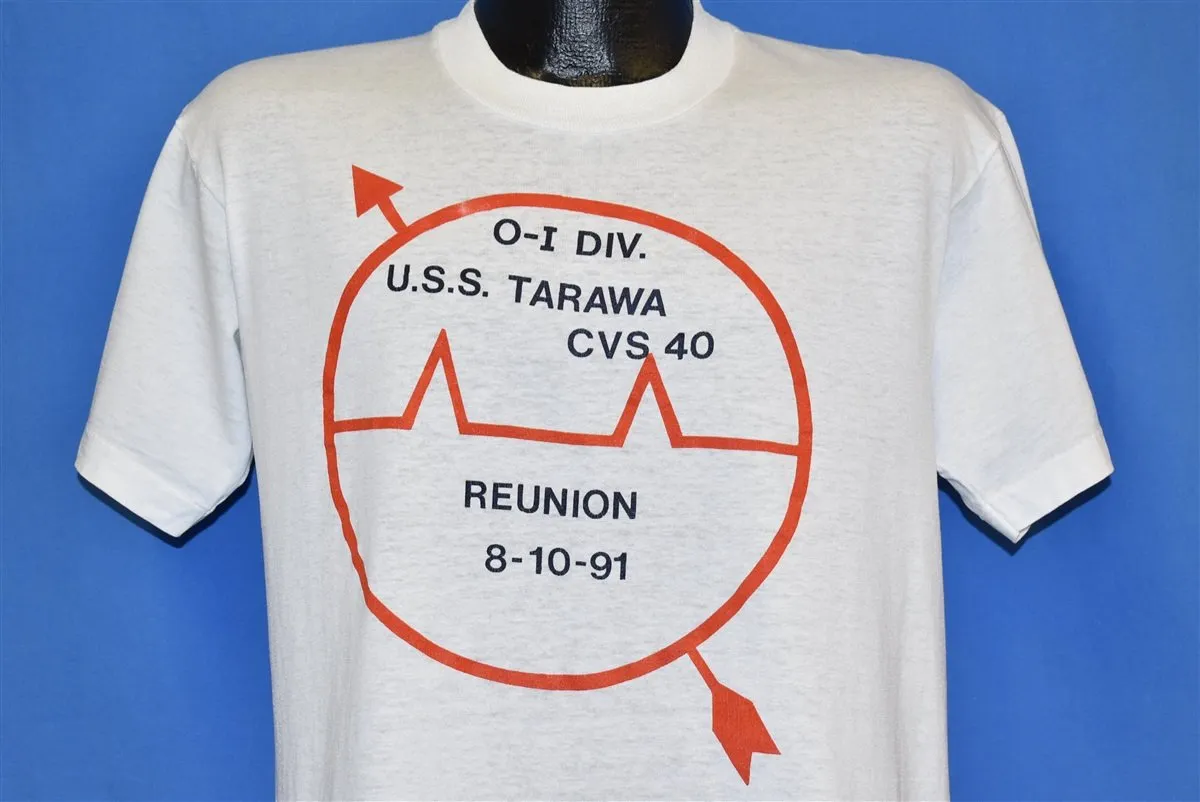 O-I DIV.
U.S.S. TARAWA
CVS 40
REUNION
8-10-91